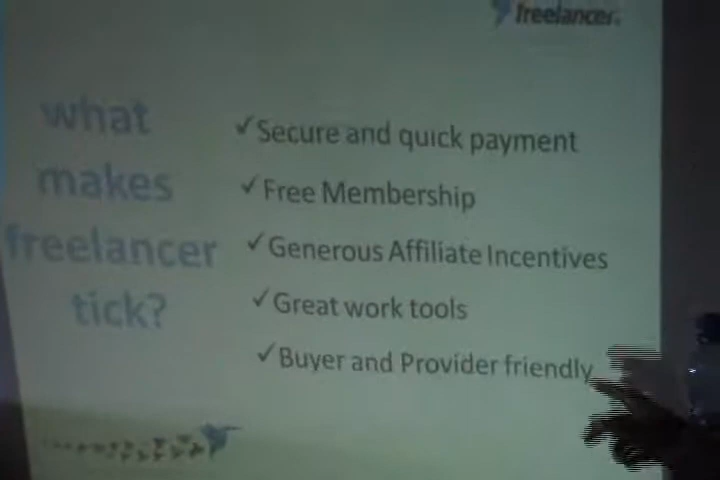 freelancer
what
makes
freelancer
tick?
✓Secure and quick payment
✓Free Membership
✓Generous Affiliate Incentives
✓Great work tools
✓Buyer and Provider friendly